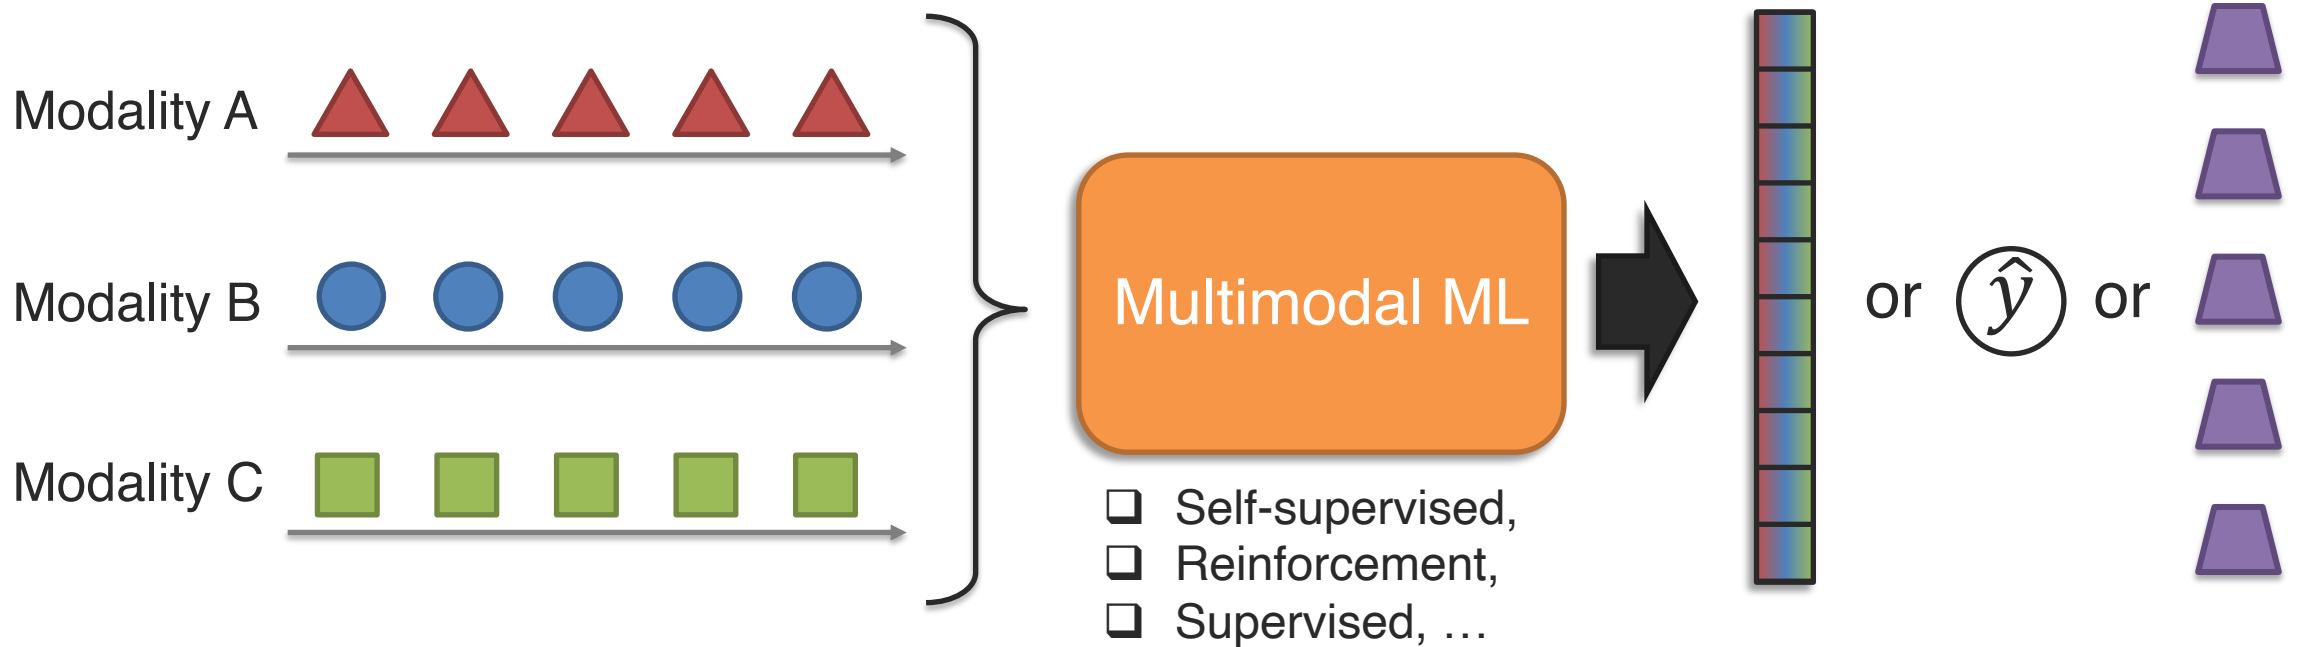 Modality A
Modality B
Modality C
Multimodal ML
Self-supervised,
Reinforcement,
Supervised, …
or ŷ or